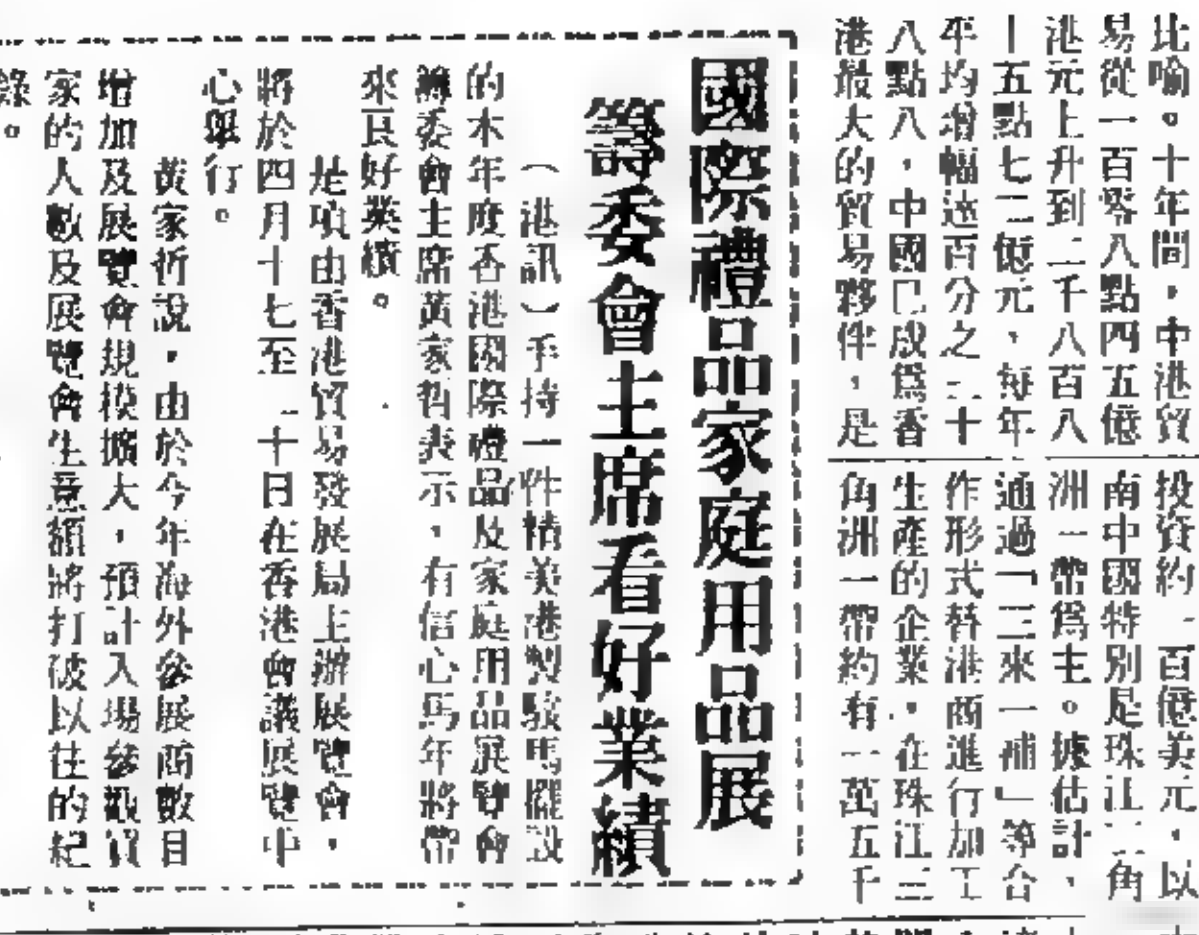 比喻。十年間，中港貿
易從一百零八點四五億
港元上升到二千八百八
十五點七二億元，每年
平均增幅達百分之二十
八點八，中國已成爲香
港最大的貿易夥伴，是
投資約一百億美元，以
南中國特別是珠江三角
洲一帶爲主。據估計，
通過「三來一補」等合
作形式替港商進行加工
生產的企業，在珠江三
角洲一帶約有一萬五千
國際禮品家庭用品展
籌委會主席看好業績
（港訊）手持一件精美港製駿馬擺設
的本年度香港國際禮品及家庭用品展覽會
籌委會主席黃家哲表示，有信心馬年將帶
來良好業績。
是項由香港貿易發展局主辦展覽會，
將於四月十七至二十日在香港會議展覽中
心舉行。
黃家哲說，由於今年海外參展商數目
增加及展覽會規模擴大，預計入場參觀買
家的人數及展覽會生意額將打破以往的紀
錄。